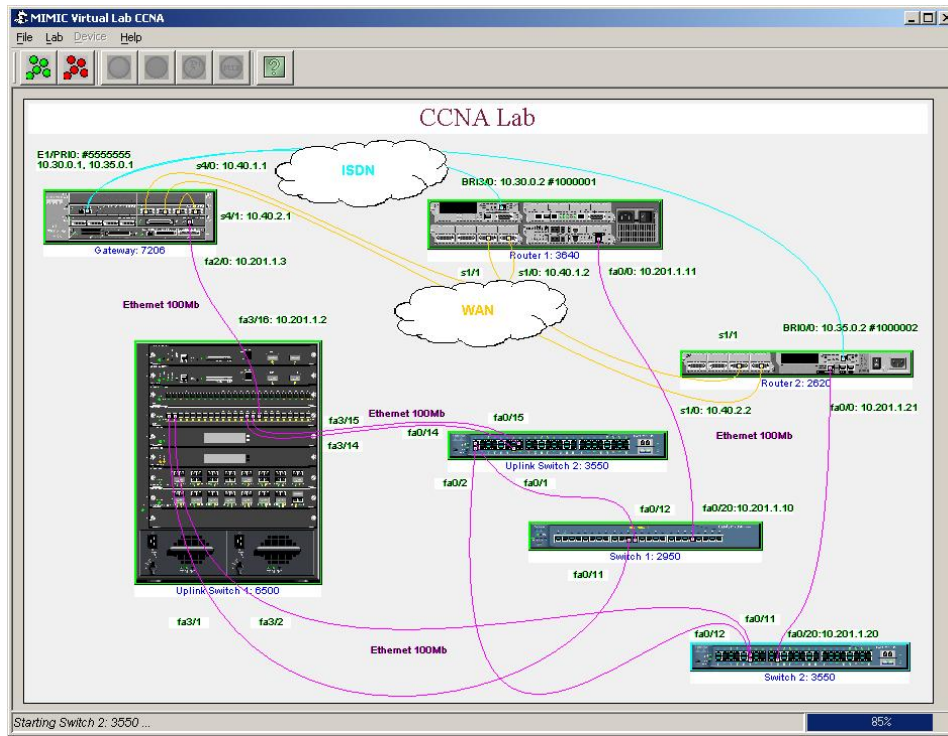 MIMIC Virtual Lab CCNA
File Lab Device Help
CCNA Lab
E1/PRI0: #5555555
10.30.0.1, 10.35.0.1
s4/0: 10.40.1.1
ISDN
BRI3/0: 10.30.0.2 #1000001
s4/1: 10.40.2.1
Gateway: 7206
Router 1: 3640
fa2/0: 10.201.1.3
s1/1
s1/0: 10.40.1.2
fa0/0: 10.201.1.11
Ethernet 100Mb
WAN
fa3/16: 10.201.1.2
BRI0/0: 10.35.0.2 #1000002
s1/1
Router 2: 2620
s1/0: 10.40.2.2
fa0/0: 10.201.1.21
Ethernet 100Mb
fa3/15
Ethernet 100Mb
fa0/15
fa0/14
fa3/14
Uplink Switch 2: 3550
fa0/2
fa0/1
fa0/12
fa0/20:10.201.1.10
Switch 1: 2950
fa0/11
Uplink Switch 1: 6500
fa3/1
fa3/2
fa0/11
fa0/12
fa0/20:10.201.1.20
Ethernet 100Mb
Switch 2: 3550
Starting Switch 2: 3550 ...
85%